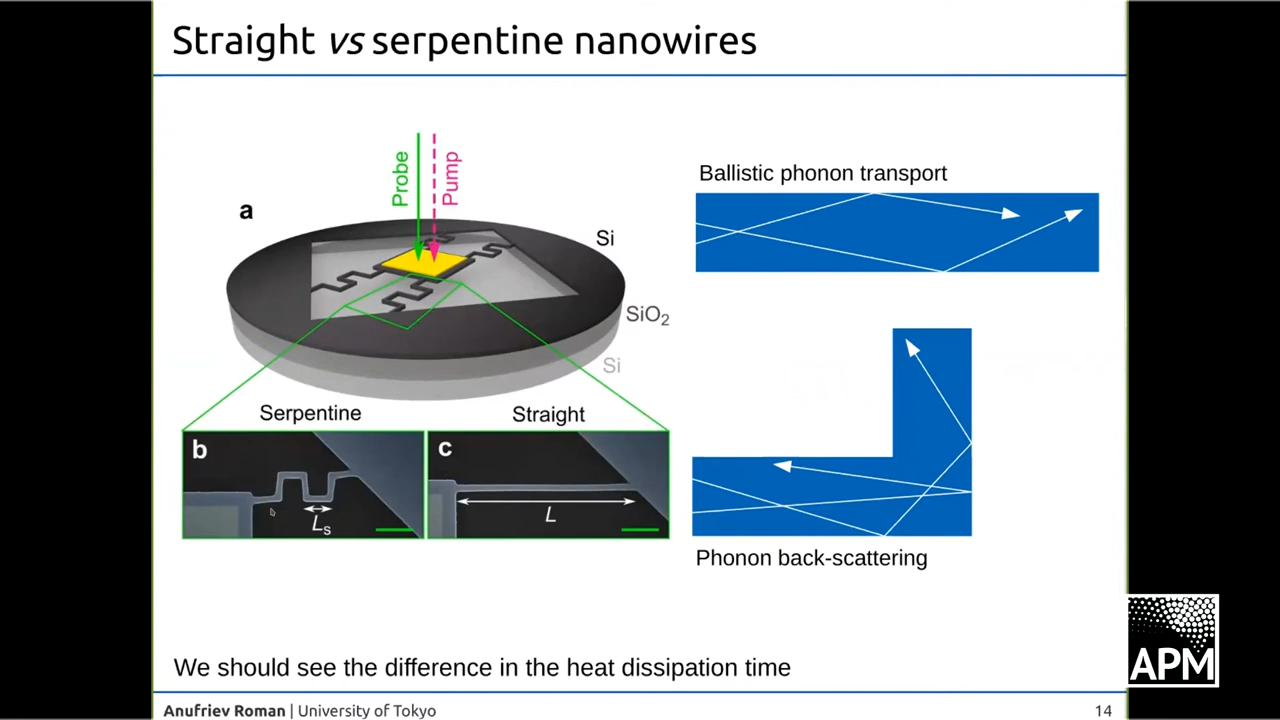 Straight vs serpentine nanowires
Probe
Pump
a
Si
SiO2
Si
Serpentine
Straight
b
Ls
c
L
Ballistic phonon transport
Phonon back-scattering
We should see the difference in the heat dissipation time
Anufriev Roman | University of Tokyo
14
APM